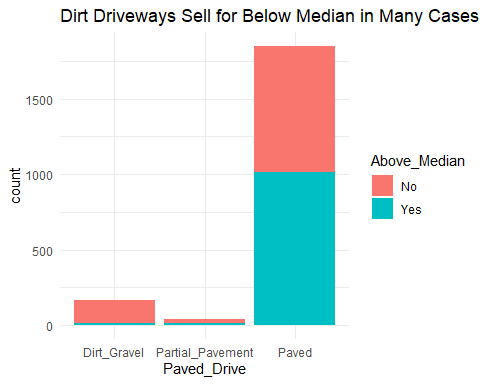 Dirt Driveways Sell for Below Median in Many Cases
1500
1000
500
0
count
Dirt_Gravel
Partial_Pavement
Paved
Paved_Drive
Above_Median
No
Yes